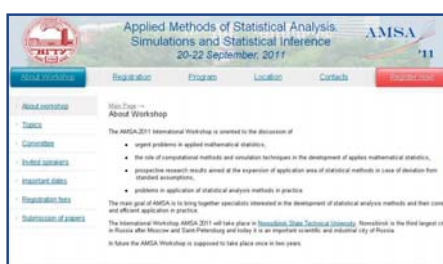 Applied Methods of Statistical Analysis.
Simulations and Statistical Inference
20-22 September, 2011
AMSA
'11
НГТУ
About Workshop
Registration
Program
Location
Contacts
Register Now
About workshop
Topics
Committee
Invited speakers
Important dates
Registration fees
Submission of papers
Main Page →
About Workshop
The AMSA-2011 International Workshop is oriented to the discussion of
urgent problems in applied mathematical statistics,
the role of computational methods and simulation techniques in the development of applies mathematical statistics,
prospective research results aimed at the expansion of application area of statistical methods in case of deviation from
standard assumptions,
problems in application of statistical analysis methods in practice.
The main goal of AMSA is to bring together specialists interested in the development of statistical analysis methods and their
and efficient application in practice.
The International Workshop AMSA 2011 will take place in Novosibirsk State Technical University. Novosibirsk is the third largest
in Russia after Moscow and Saint-Petersburg and today it is an important scientific and industrial city of Russia.
In future the AMSA Workshop is supposed to take place once in two years.